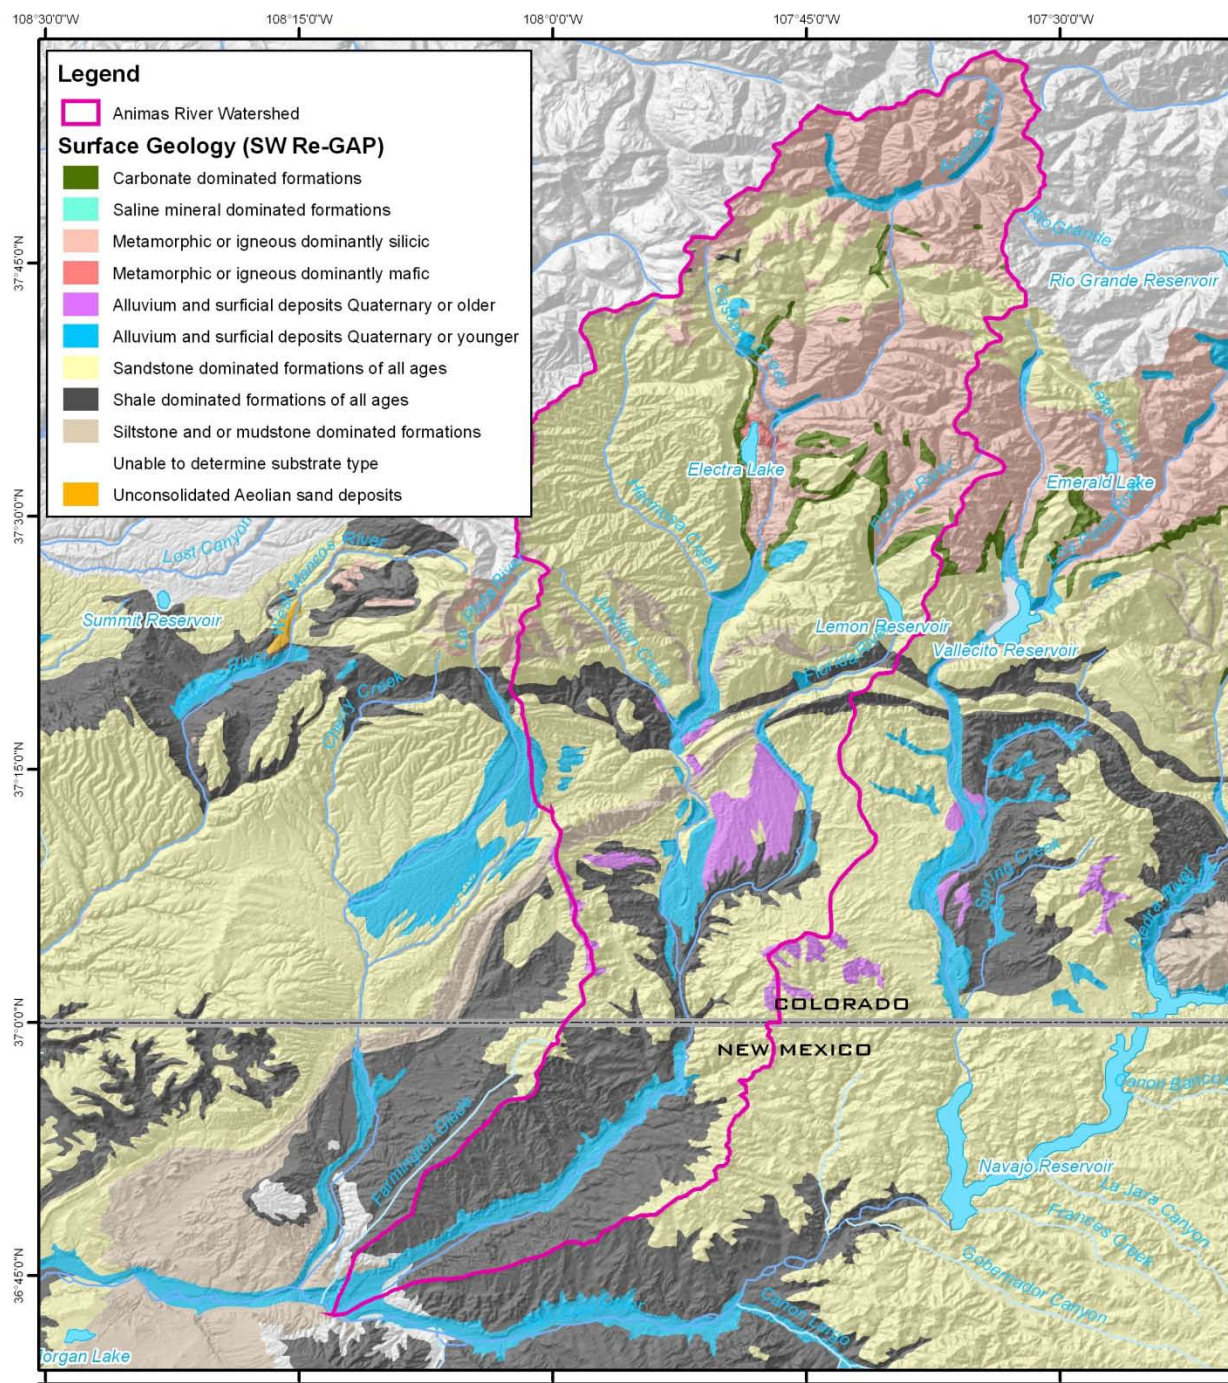 108°30'0"W
108°15'0"W
108°0'0"W
107°45'0"W
107°30'0"W
Legend
Animas River Watershed
Surface Geology (SW Re-GAP)
Carbonate dominated formations
Saline mineral dominated formations
Metamorphic or igneous dominantly silicic
Metamorphic or igneous dominantly mafic
Alluvium and surficial deposits Quaternary or older
Alluvium and surficial deposits Quaternary or younger
Sandstone dominated formations of all ages
Shale dominated formations of all ages
Siltstone and or mudstone dominated formations
Unable to determine substrate type
Unconsolidated Aeolian sand deposits
37°45'0"N
37°30'0"N
37°15'0"N
37°0'0"N
36°45'0"N
Animas River
Rio Grande
Rio Grande Reservoir
Cascade Creek
Lake Creek
Electra Lake
Emerald Lake
Florida River
Los Pinos River
Hermosa Creek
Lost Canyon
West Mancos River
La Plata River
Summit Reservoir
Junction Creek
Lemon Reservoir
Vallecito Reservoir
River
Florida River
Cherry Creek
Spring Creek
Piedra River
COLORADO
NEW MEXICO
Canon Bancos
Farmington Glade
Navajo Reservoir
La Jara Canyon
Frances Creek
Gobernador Canyon
Canon Largo
organ Lake